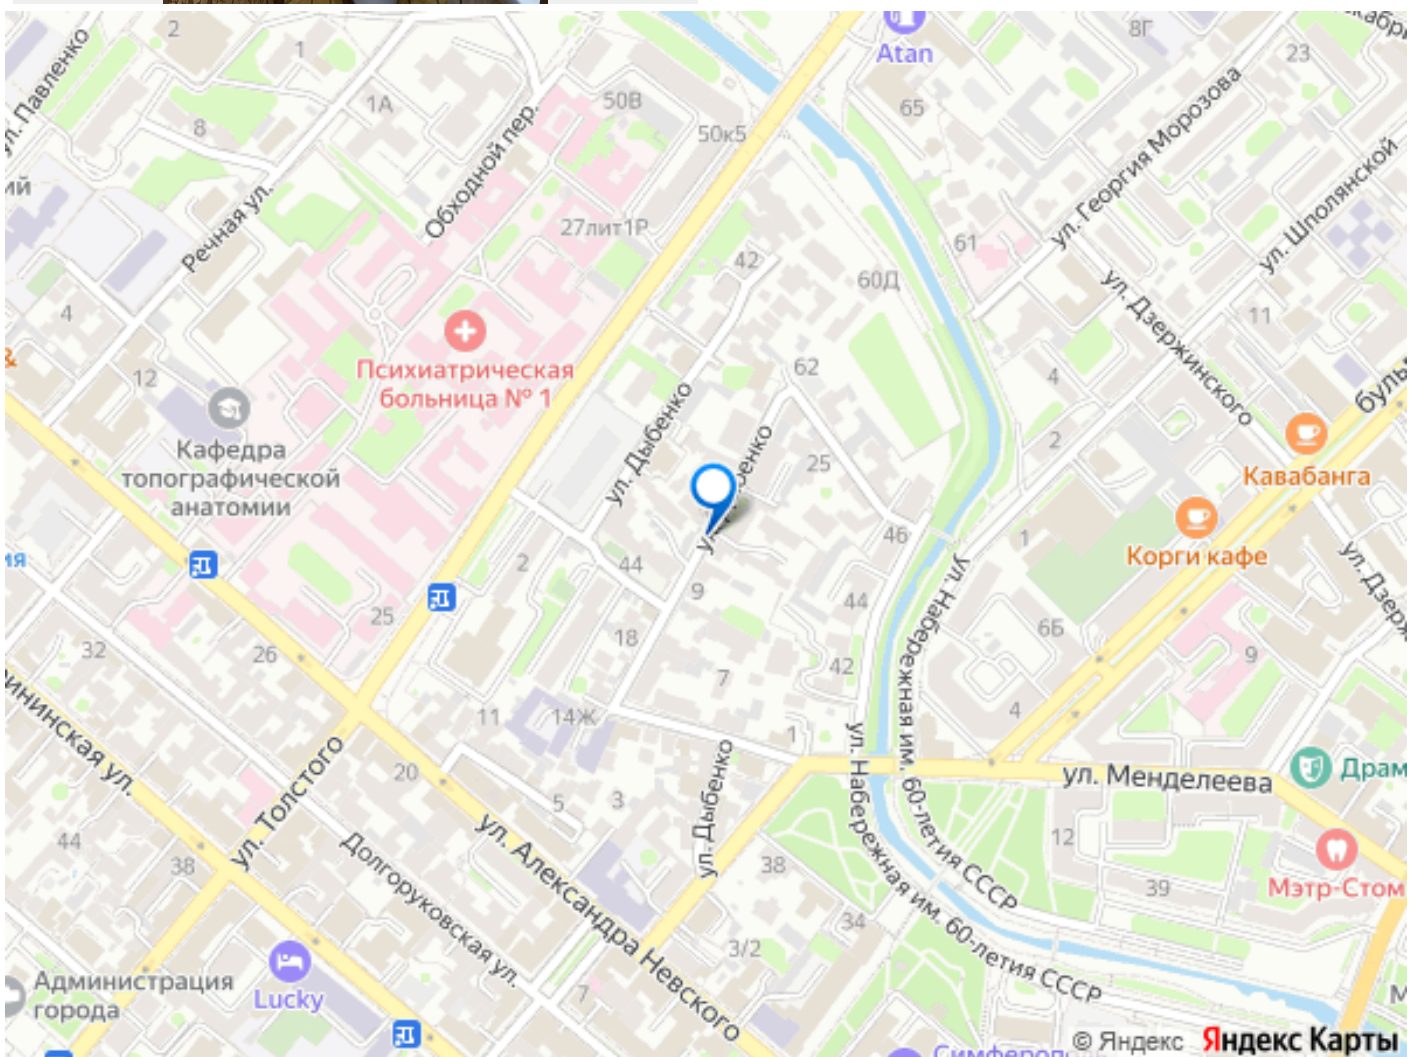 ул. Павленко
2
1
1А
8
ий
Речная ул.
4
&
12
Обходной пер.
50В
50к5
27лит1Р
Atan
65
8Г
23
ул. Георгия Морозова
ул. Шполянской
61
60Д
42
ул. Дзержинского
11
4
2
62
Психиатрическая
больница № 1
Кафедра
топографической
анатомии
ул. Дыбенко
25
буль
Кавабанга
Корги кафе
1
46
ул. Дзерж
ия
25
2
44
9
44
18
42
7
6Б
9
4
32
26
11
14Ж
1
ул. Набережная им. 60-летия СССР
ул. Менделеева
Драм
20
5
3
ул. Дыбенко
ул. Толстого
44
38
Долгоруковская ул.
ул. Александра Невского
38
34
3/2
7
ул. Набережная им. 60-летия СССР
12
39
Мэтр-Стом
Администрация
города
Lucky
© Яндекс Яндекс Карты